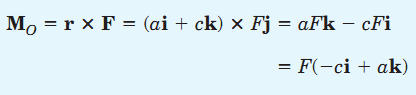 M_O = r × F = (ai + ck) × Fj = aFk − cFi
= F(−ci + ak)